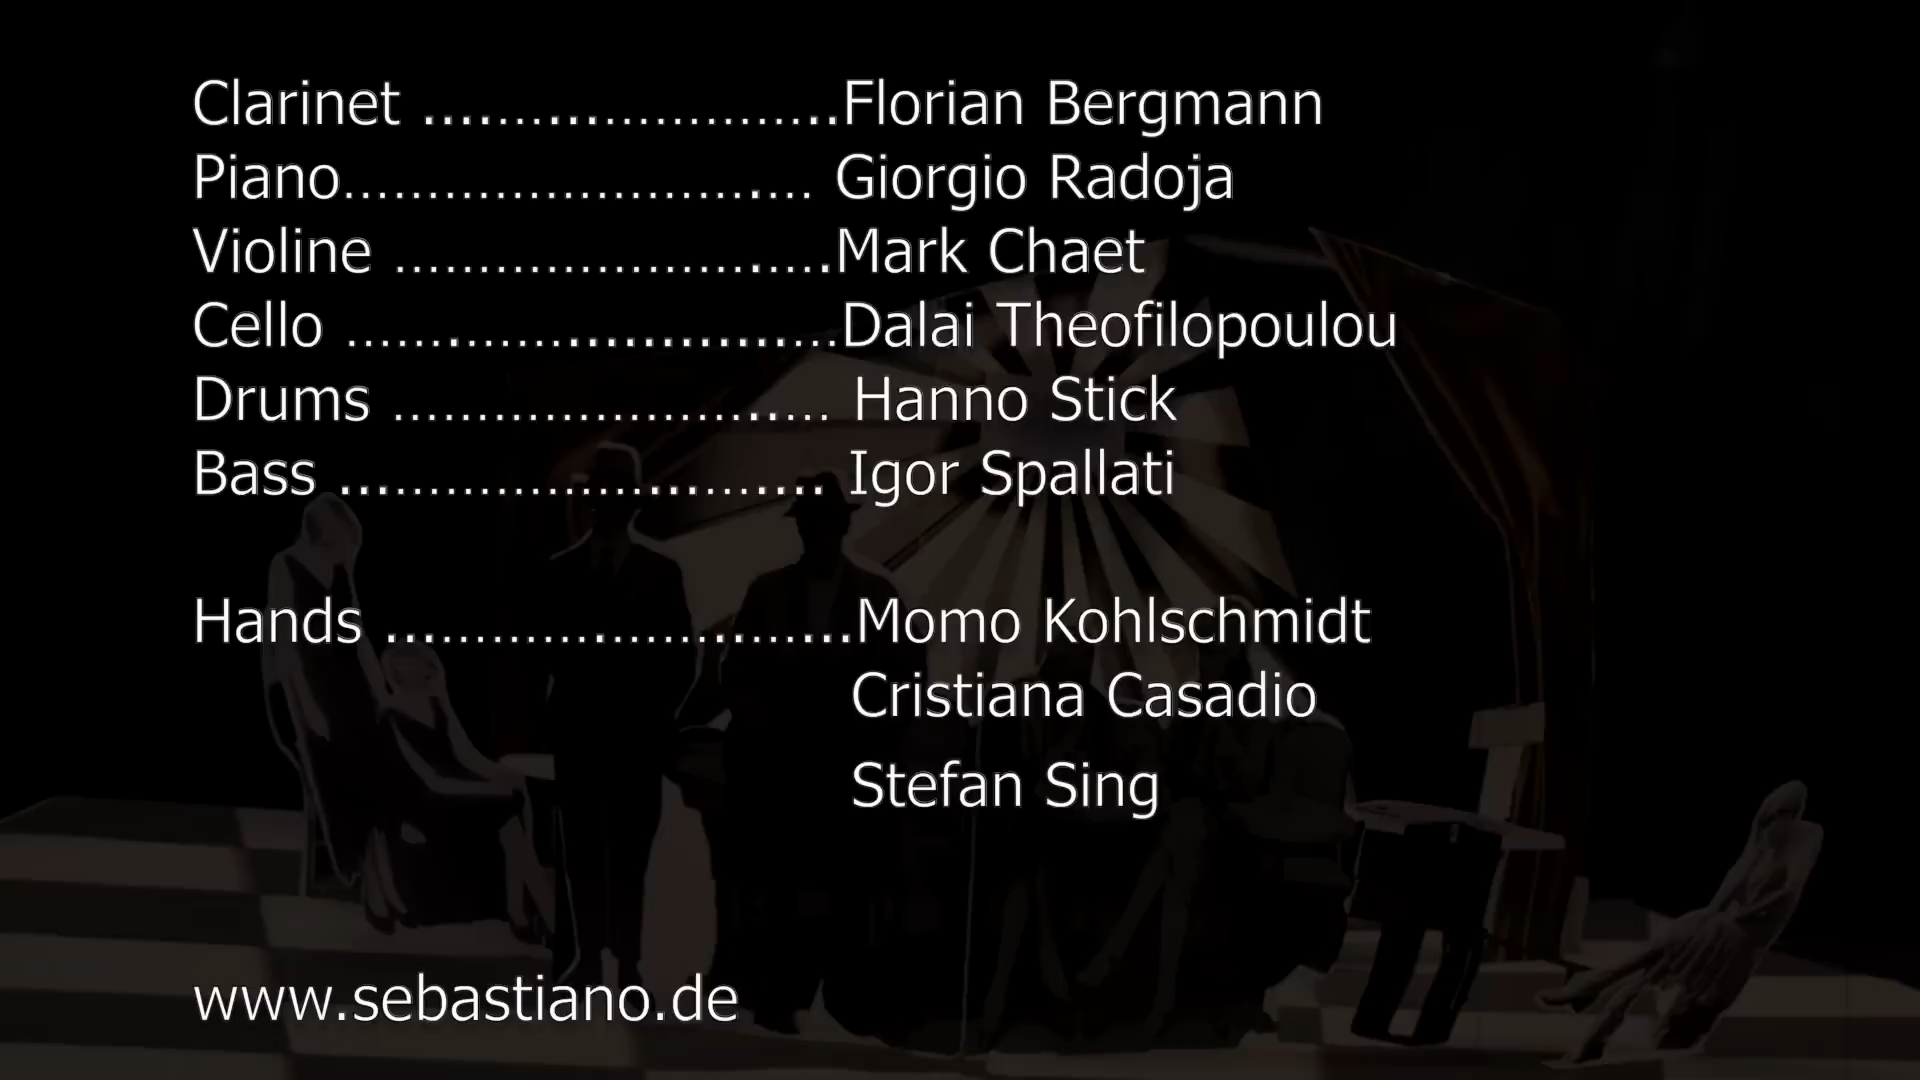 Clarinet ..............................Florian Bergmann
Piano................................ Giorgio Radoja
Violine ..............................Mark Chaet
Cello .................................Dalai Theofilopoulou
Drums .............................. Hanno Stick
Bass ................................ Igor Spallati
Hands ...............................Momo Kohlschmidt
Cristiana Casadio
Stefan Sing
www.sebastiano.de